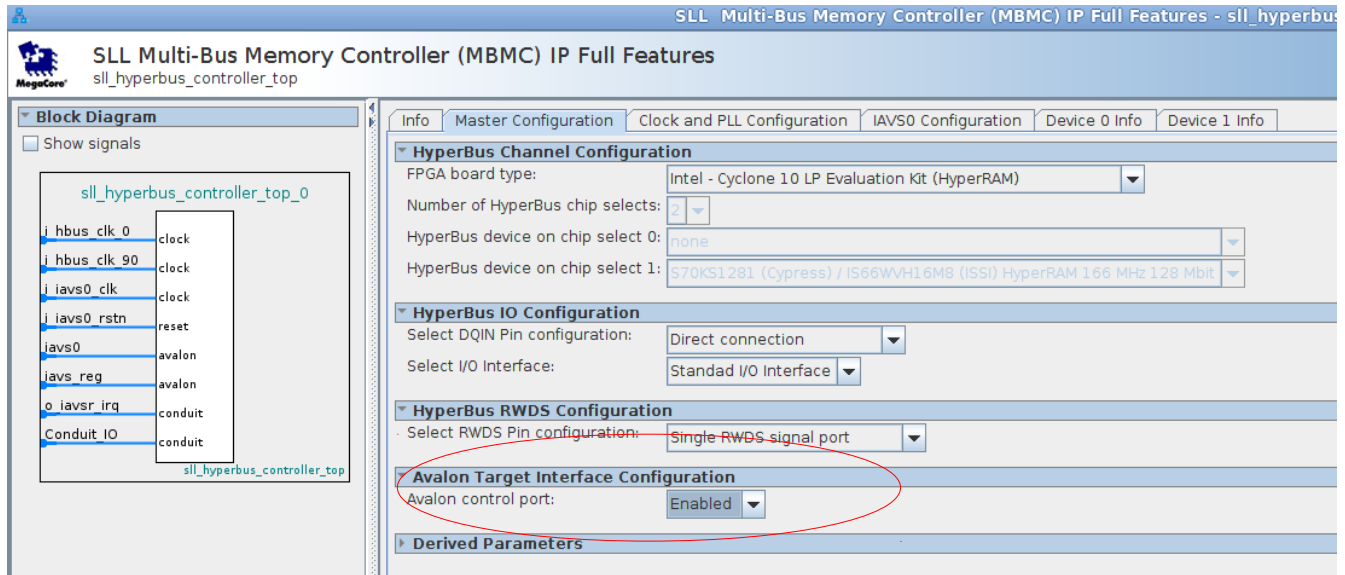 SLL Multi-Bus Memory Controller (MBMC) IP Full Features - sll_hyperbus
MegaCore'
SLL Multi-Bus Memory Controller (MBMC) IP Full Features
sll_hyperbus_controller_top
Block Diagram
Show signals
sll_hyperbus_controller_top_0
i_hbus_clk_0
clock
i_hbus_clk_90
clock
i_iavs0_clk
clock
i_iavs0_rstn
reset
iavs0
avalon
iavs_reg
avalon
o_iavsr_irq
conduit
Conduit_IO
conduit
sll_hyperbus_controller_top
Info Master Configuration Clock and PLL Configuration IAVS0 Configuration Device 0 Info Device 1 Info
HyperBus Channel Configuration
FPGA board type: Intel - Cyclone 10 LP Evaluation Kit (HyperRAM)
Number of HyperBus chip selects: 2
HyperBus device on chip select 0: none
HyperBus device on chip select 1: S70KS1281 (Cypress) / IS66WVH16M8 (ISSI) HyperRAM 166 MHz 128 Mbit
HyperBus IO Configuration
Select DQIN Pin configuration: Direct connection
Select I/O Interface: Standad I/O Interface
HyperBus RWDS Configuration
Select RWDS Pin configuration: Single RWDS signal port
Avalon Target Interface Configuration
Avalon control port: Enabled
Derived Parameters